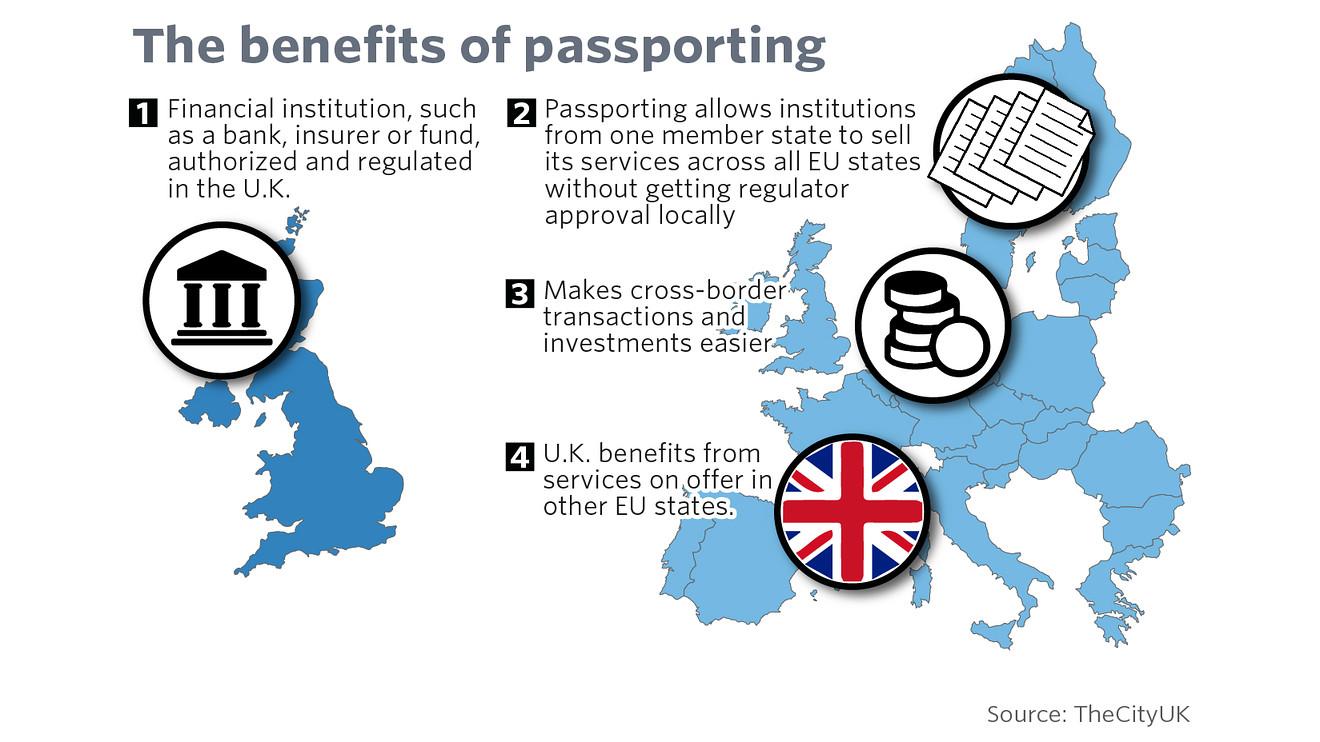 The benefits of passporting
1 Financial institution, such
as a bank, insurer or fund,
authorized and regulated
in the U.K.
2 Passporting allows institutions
from one member state to sell
its services across all EU states
without getting regulator
approval locally
3 Makes cross-border
transactions and
investments easier.
4 U.K. benefits from
services on offer in
other EU states.
Source: TheCityUK